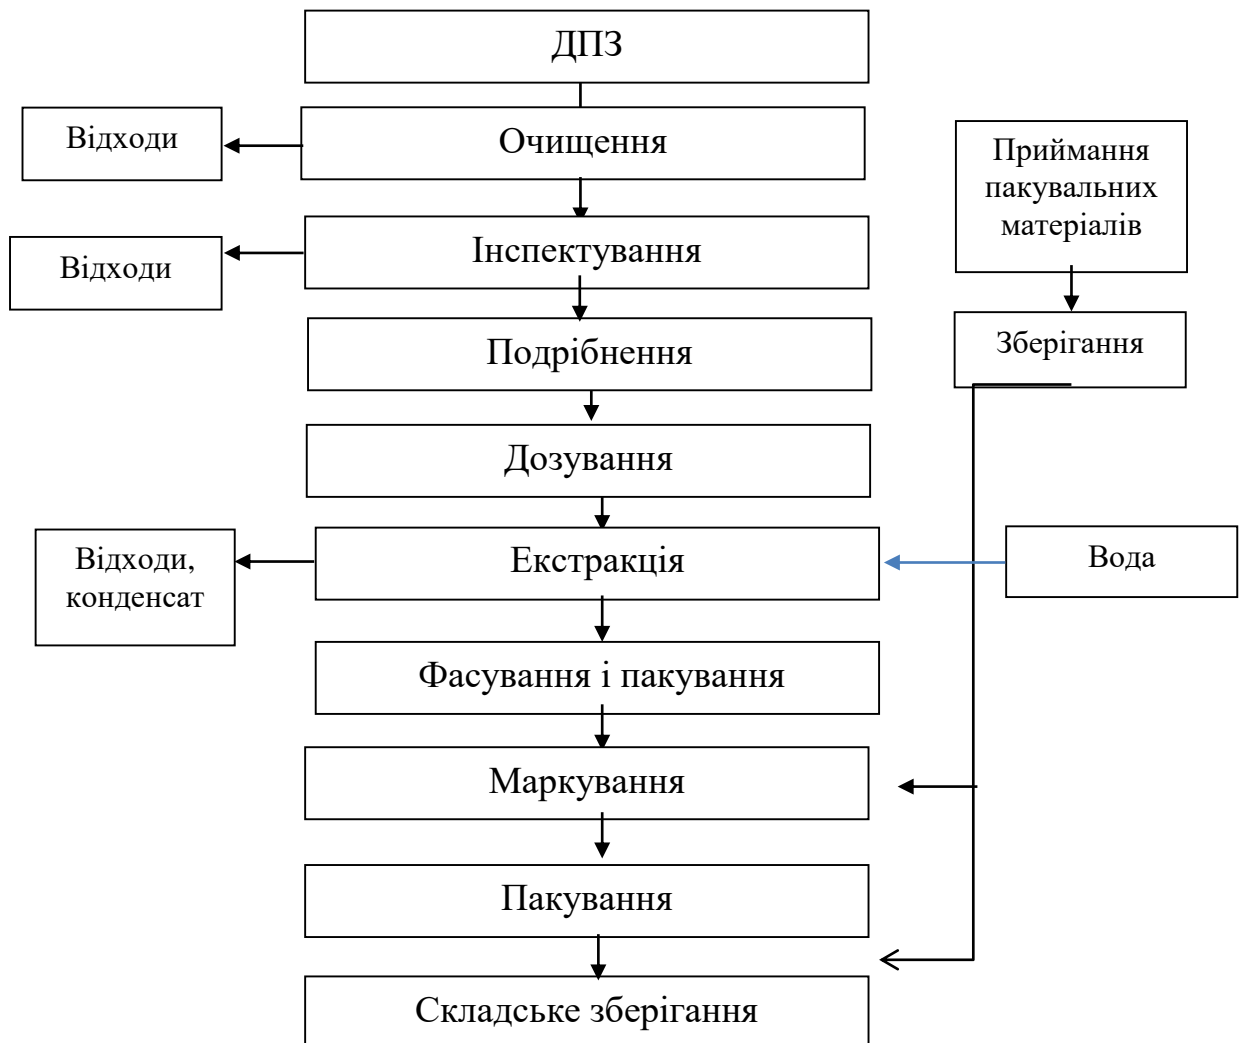 ДПЗ
Відходи
Очищення
Приймання
пакувальних
матеріалів
Відходи
Інспектування
Подрібнення
Зберігання
Дозування
Відходи,
конденсат
Екстракція
Вода
Фасування і пакування
Маркування
Пакування
Складське зберігання